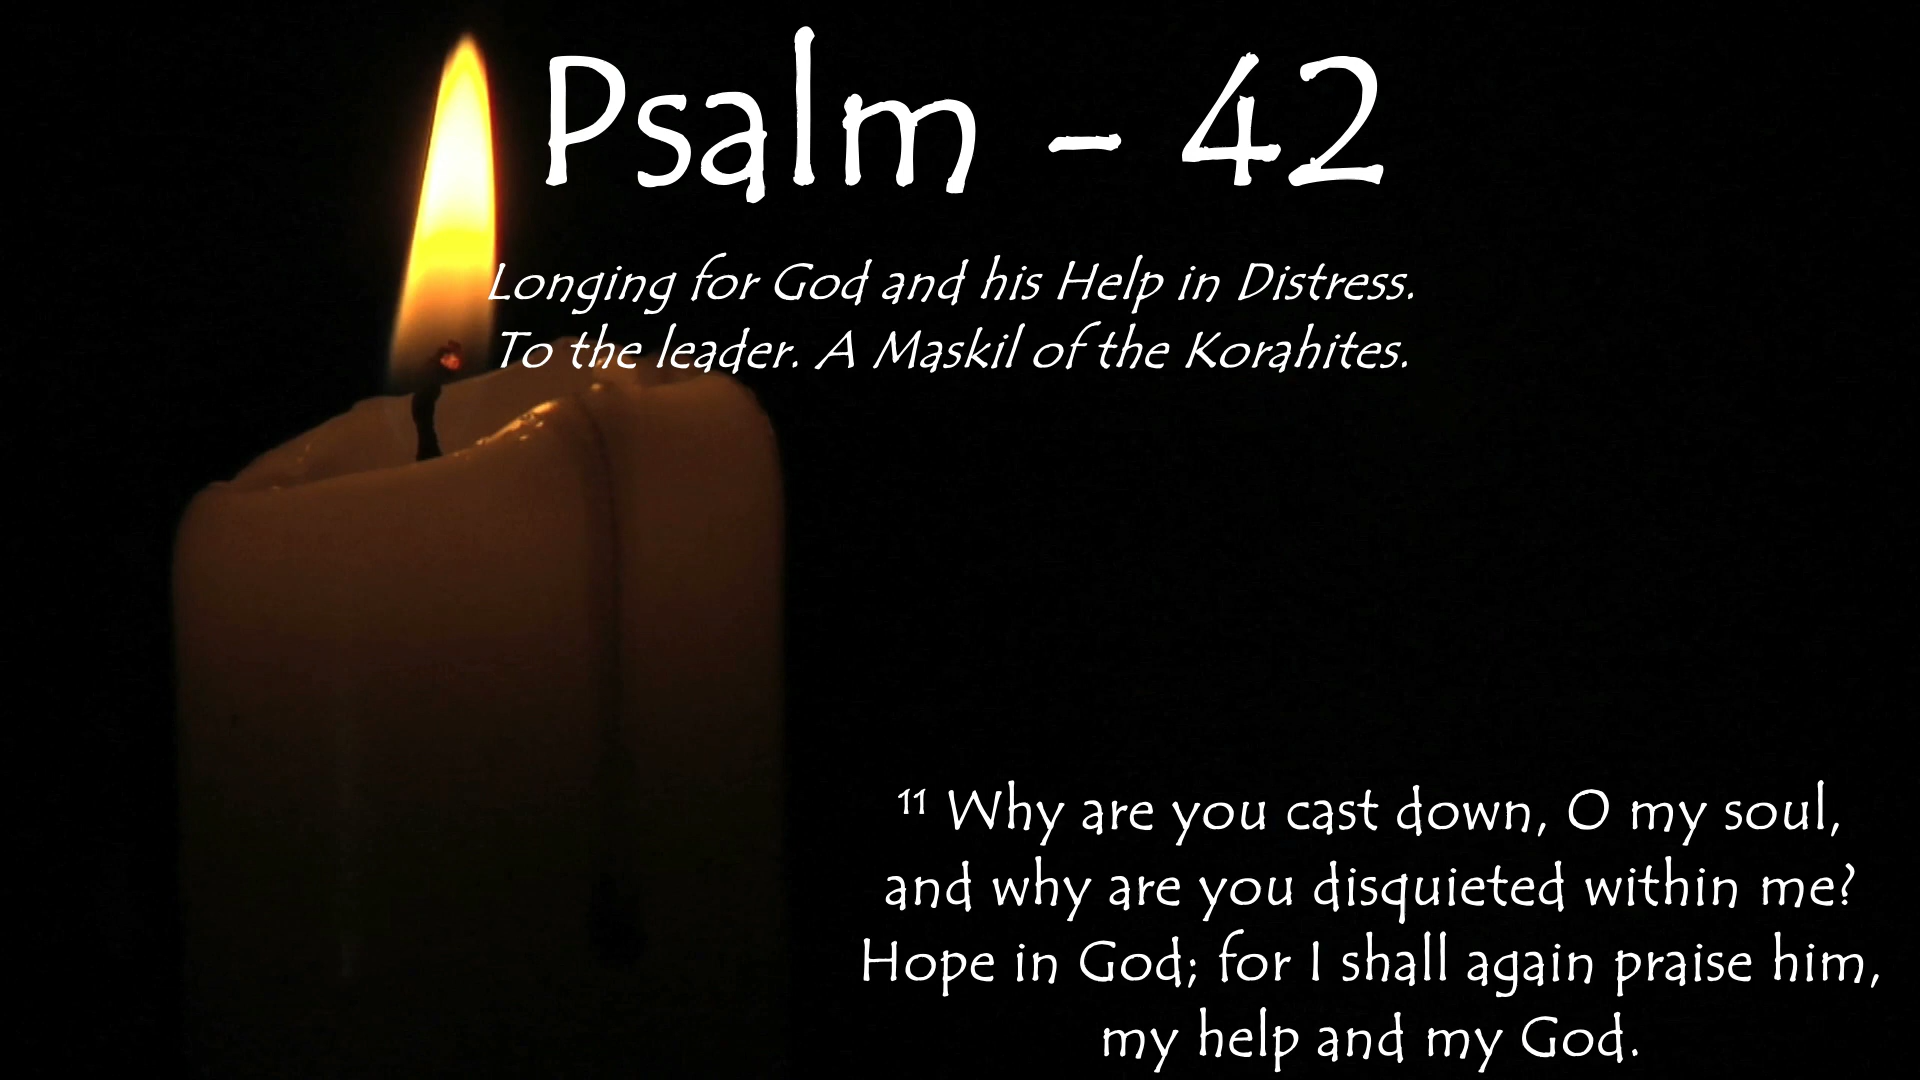 Psalm - 42
Longing for God and his Help in Distress.
To the leader. A Maskil of the Korahites.
¹¹ Why are you cast down, O my soul,
and why are you disquieted within me?
Hope in God; for I shall again praise him,
my help and my God.